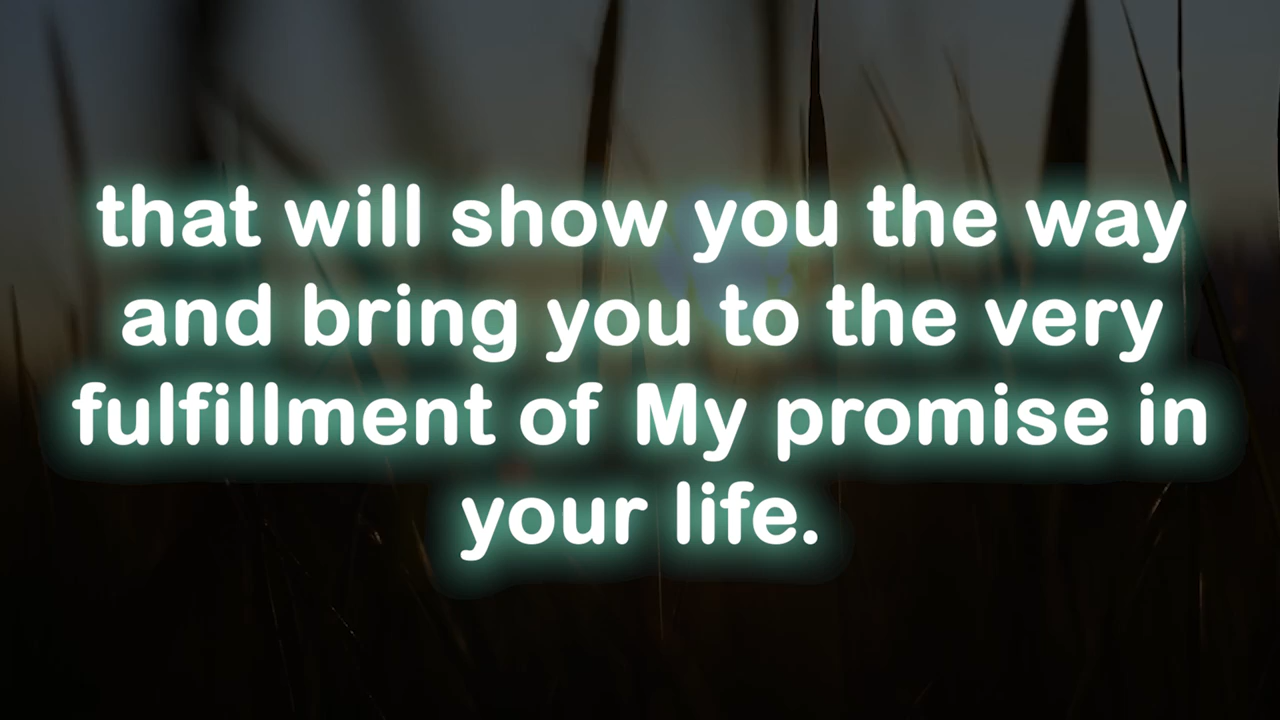 that will show you the way
and bring you to the very
fulfillment of My promise in
your life.